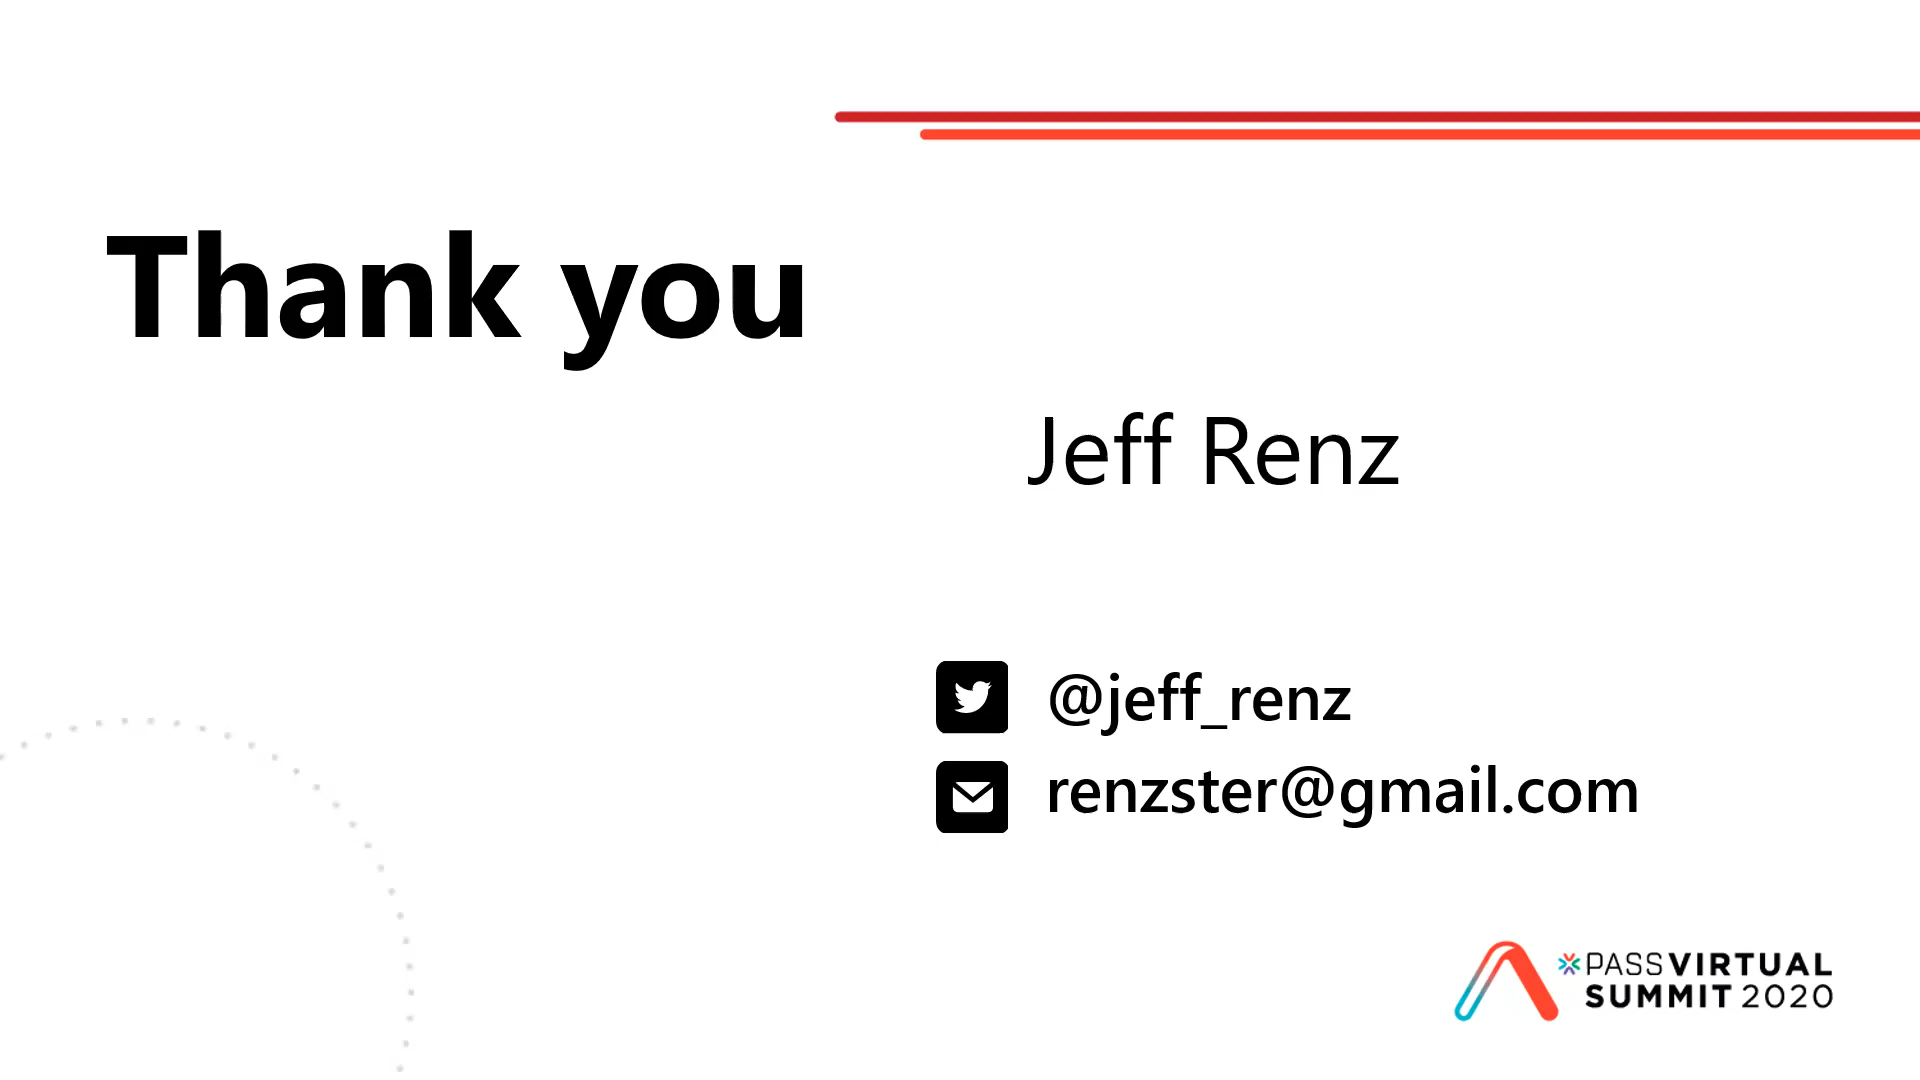 Thank you
Jeff Renz
@jeff_renz
renzster@gmail.com
PASS VIRTUAL
SUMMIT 2020